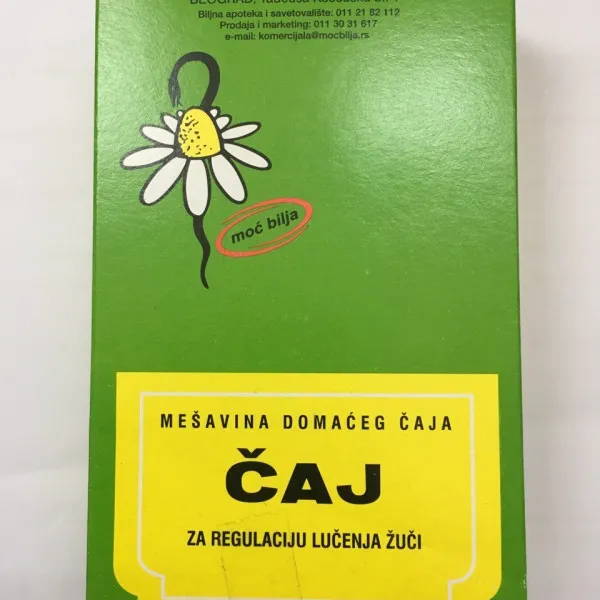 BEOGRAD,
Biljna apoteka i savetovalište: 011 21 82 112
Prodaja i marketing: 011 30 31 617
e-mail: komercijala@mocbilja.rs
moć bilja
MEŠAVINA DOMAĆEG ČAJA
ČAJ
ZA REGULACIJU LUČENJA ŽUČI